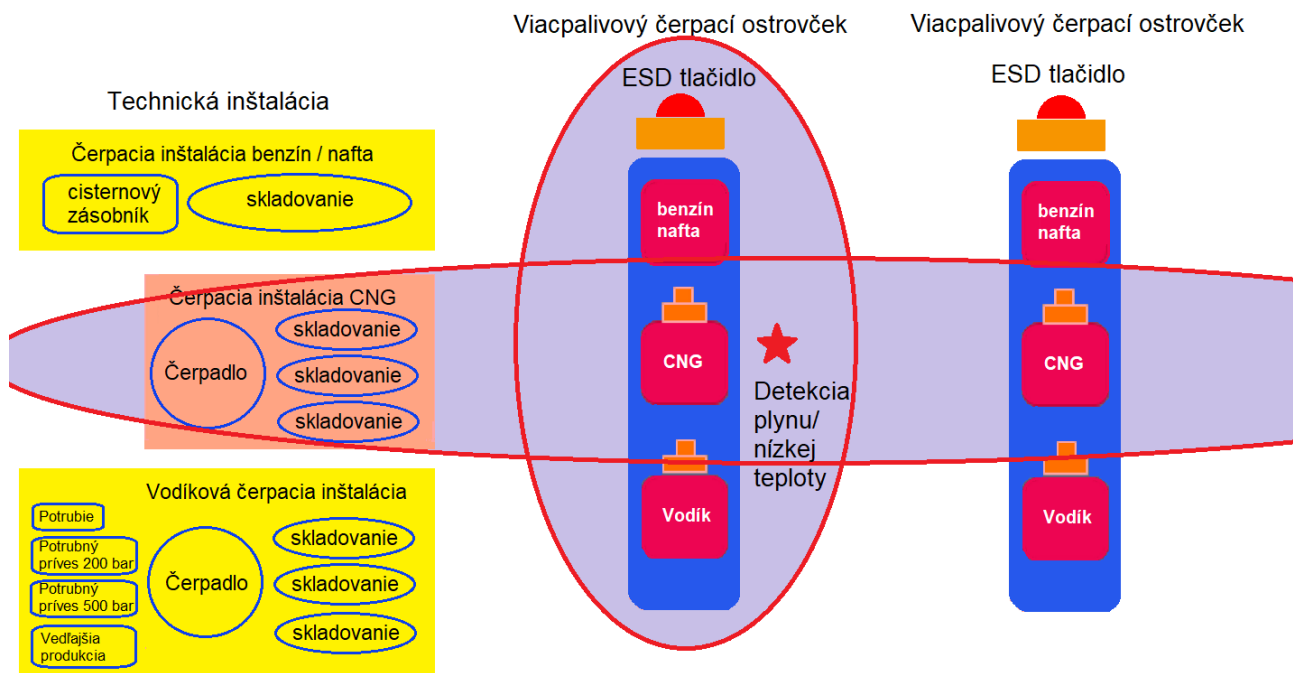 Viacpalivový čerpací ostrovček
Viacpalivový čerpací ostrovček
ESD tlačidlo
ESD tlačidlo
Technická inštalácia
Čerpacia inštalácia benzín / nafta
cisternový
zásobník
skladovanie
benzín
nafta
benzín
nafta
Čerpacia inštalácia CNG
Čerpadlo
skladovanie
skladovanie
skladovanie
CNG
CNG
Detekcia
plynu/
nízkej
teploty
Vodíková čerpacia inštalácia
Potrubie
Potrubný
príves 200 bar
Potrubný
príves 500 bar
Vedľajšia
produkcia
Čerpadlo
skladovanie
skladovanie
skladovanie
Vodík
Vodík